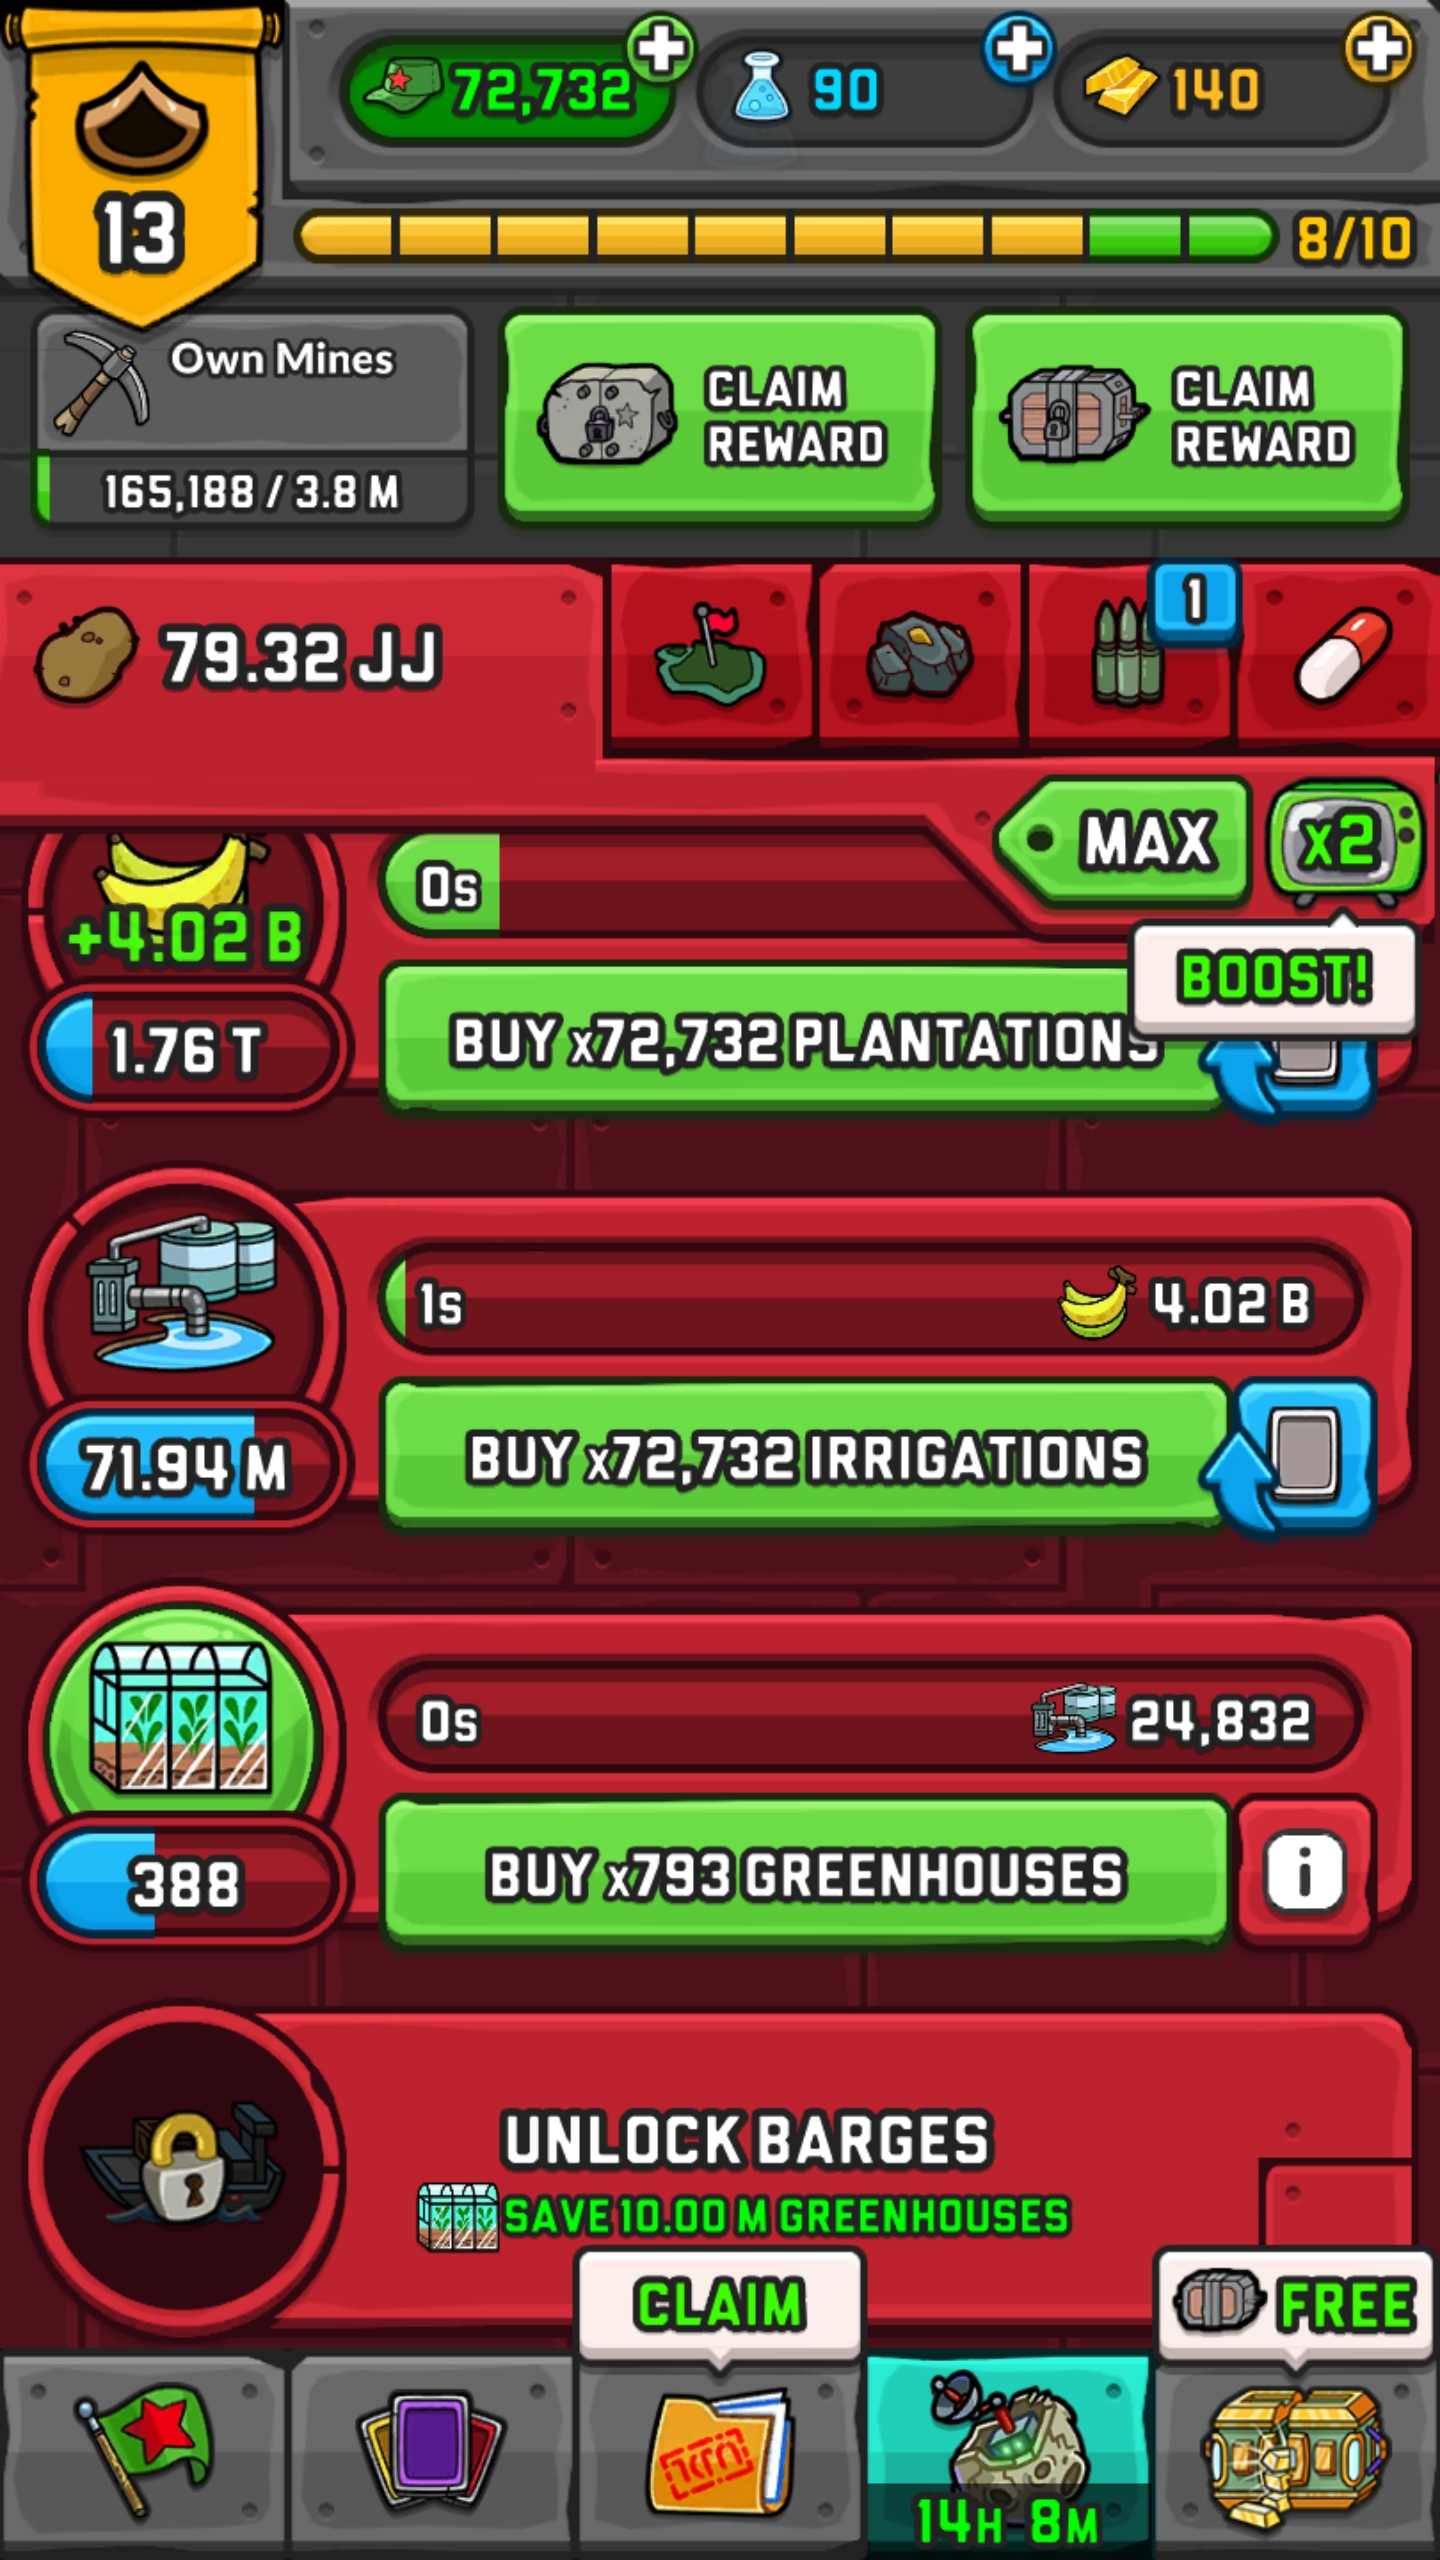 72,732
90
140
13
8/10
Own Mines
165,188 / 3.8 M
CLAIM
REWARD
CLAIM
REWARD
79.32 JJ
1
MAX
x2
BOOST!
0s
+4.02 B
1.76 T
BUY x72,732 PLANTATIONS
1s
4.02 B
71.94 M
BUY x72,732 IRRIGATIONS
0s
24,832
388
BUY x793 GREENHOUSES
i
UNLOCK BARGES
SAVE 10.00 M GREENHOUSES
CLAIM
FREE
14H 8M